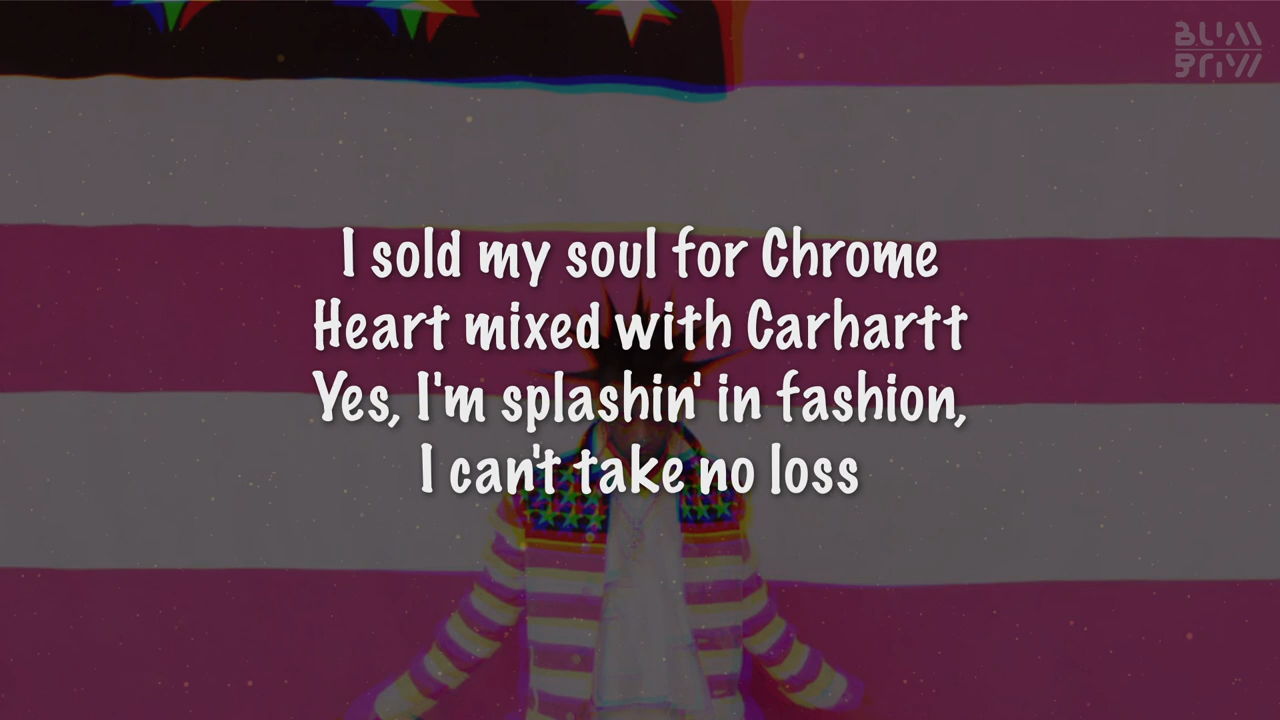 I sold my soul for Chrome
Heart mixed with Carhartt
Yes, I'm splashin' in fashion,
I can't take no loss